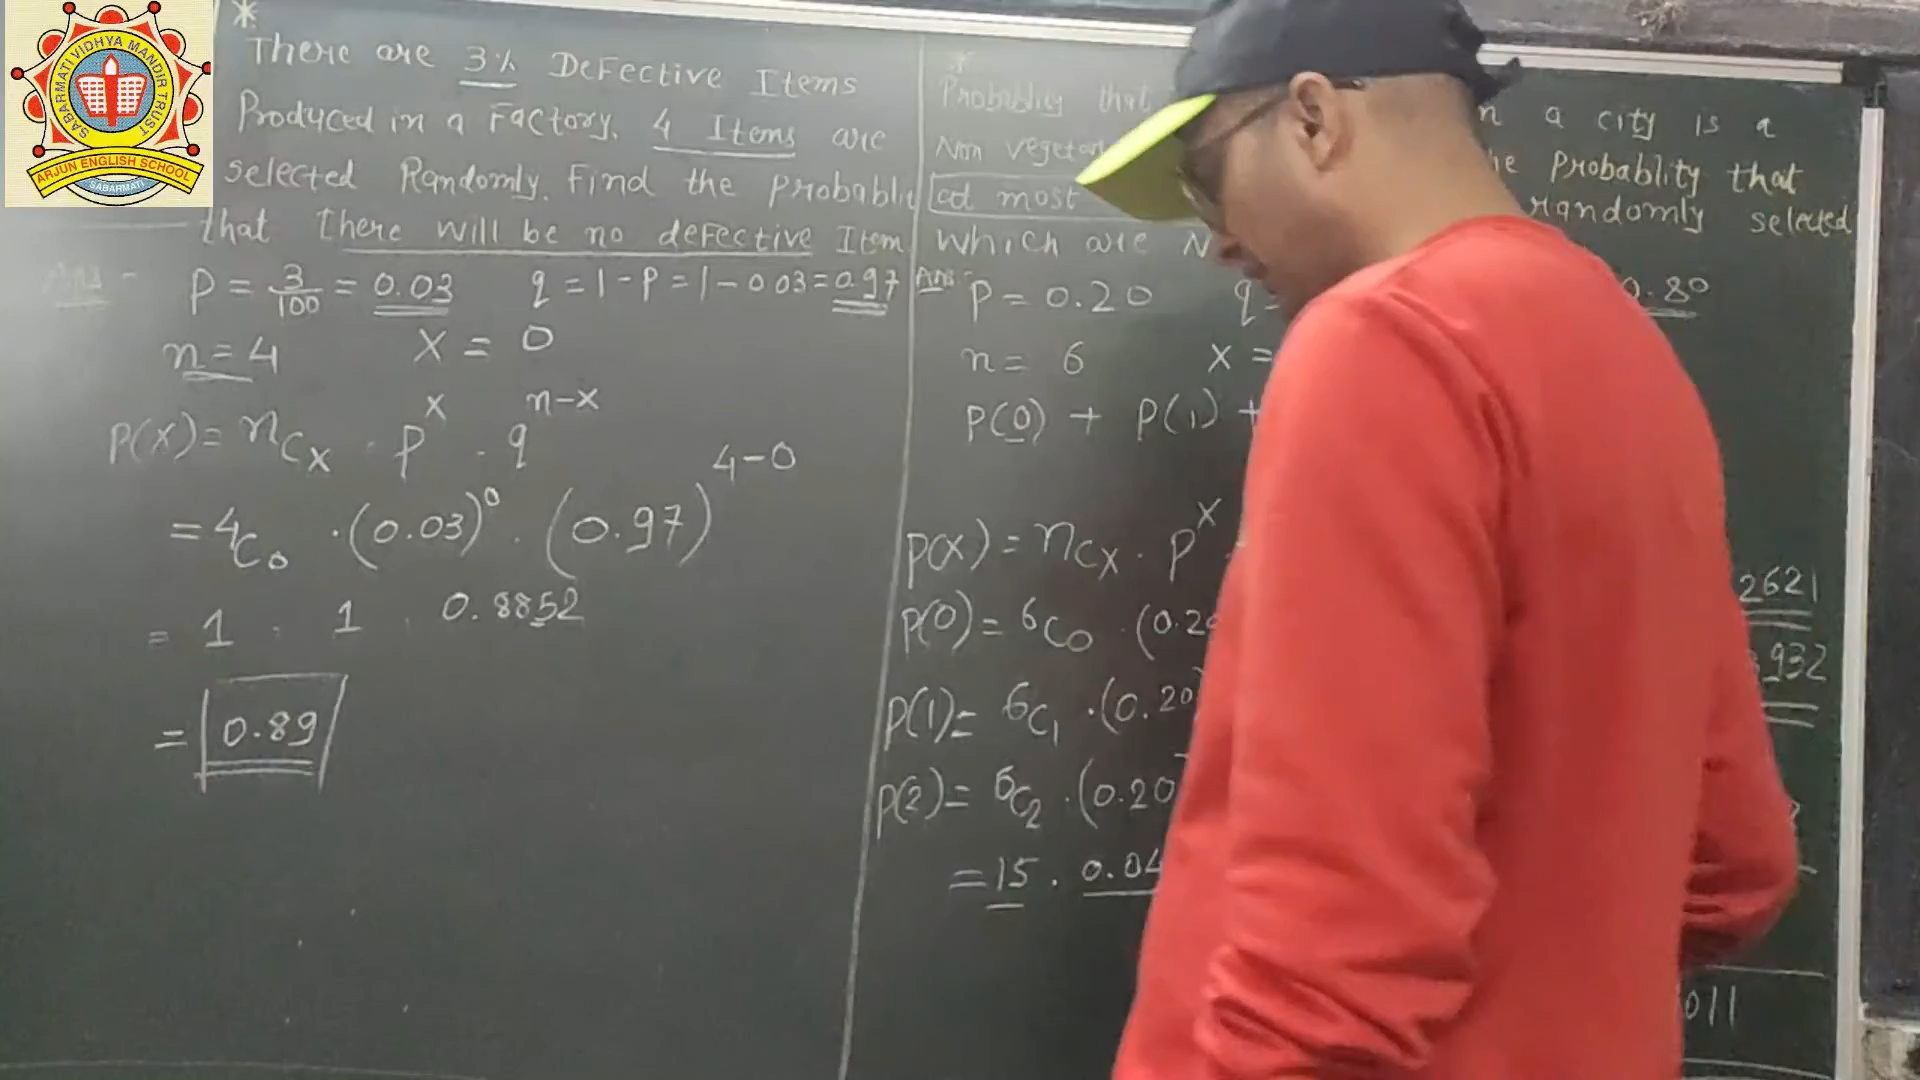 SABARMATI VIDHYA MANDIR TRUST
ARJUN ENGLISH SCHOOL
SABARMATI
*
There are 3% Defective Items
Produced in a Factory. 4 Items are
selected Randomly. Find the probablit
that there will be no defective Item
Ans -
P = 3/100 = 0.03 q = 1 - P = 1 - 0.03 = 0.97
n = 4 X = 0
P(X) = nCx · p^x · q^(n-x)
= 4C0 · (0.03)^0 · (0.97)^(4-0)
= 1 · 1 · 0.8852
= 0.89
*
Probablity that n a city is a
Non he Probablity that
at most randomly selected
which are N
Ans:- P = 0.20 q = 0.80
n = 6 X =
P(0) + P(1) +
P(X) = nCx · p^x
P(0) = 6C0 · (0.20 2621
P(1) = 6C1 · (0.20) 932
P(2) = 6C2 · (0.20)
= 15 · 0.04
011